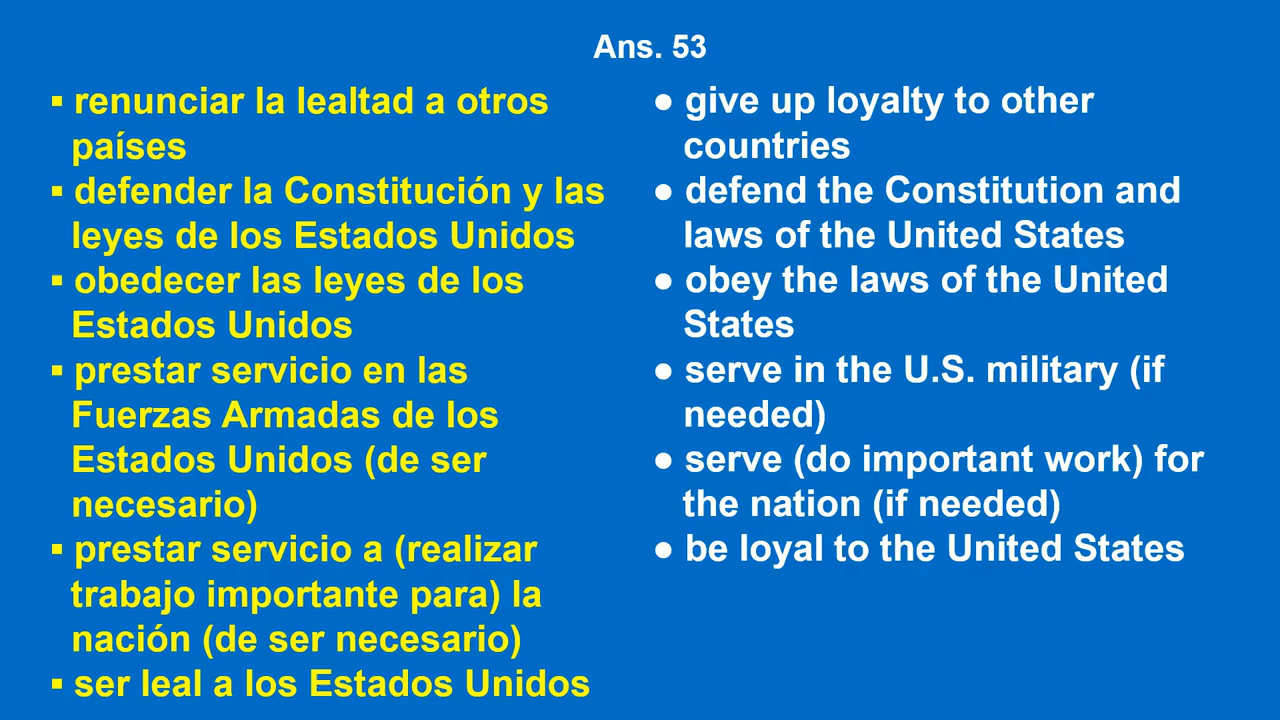 Ans. 53
▪ renunciar la lealtad a otros
países
▪ defender la Constitución y las
leyes de los Estados Unidos
▪ obedecer las leyes de los
Estados Unidos
▪ prestar servicio en las
Fuerzas Armadas de los
Estados Unidos (de ser
necesario)
▪ prestar servicio a (realizar
trabajo importante para) la
nación (de ser necesario)
▪ ser leal a los Estados Unidos
● give up loyalty to other
countries
● defend the Constitution and
laws of the United States
● obey the laws of the United
States
● serve in the U.S. military (if
needed)
● serve (do important work) for
the nation (if needed)
● be loyal to the United States